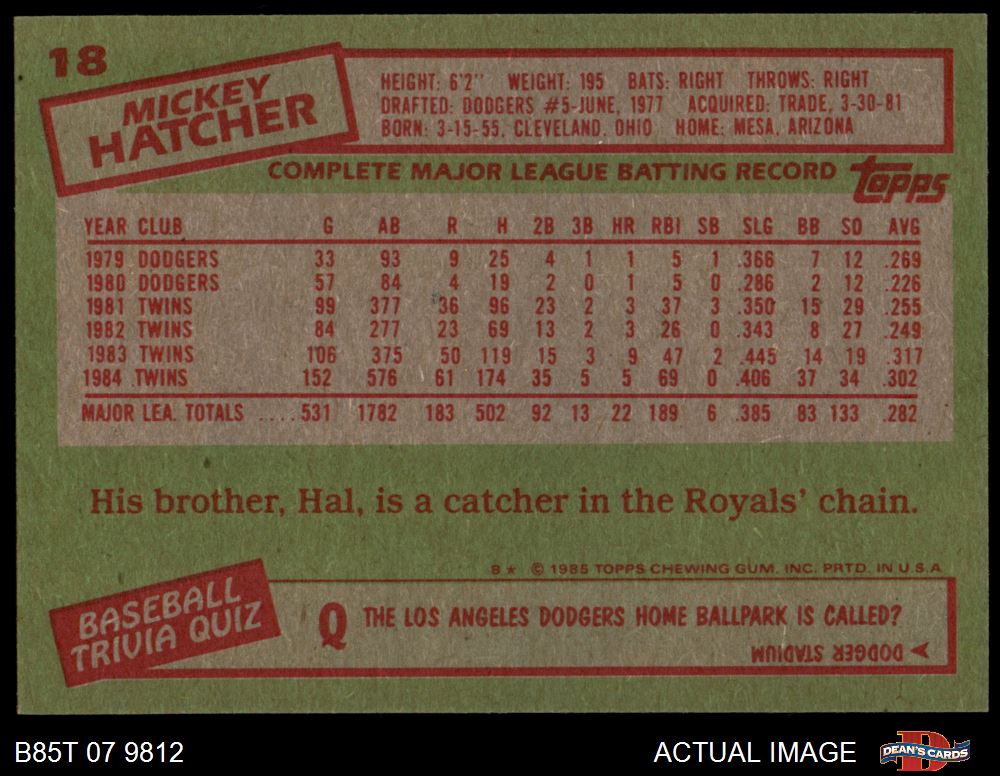 18
MICKEY
HATCHER
HEIGHT: 6'2" WEIGHT: 195 BATS: RIGHT THROWS: RIGHT
DRAFTED: DODGERS #5-JUNE, 1977 ACQUIRED: TRADE, 3-30-81
BORN: 3-15-55, CLEVELAND, OHIO HOME: MESA, ARIZONA
COMPLETE MAJOR LEAGUE BATTING RECORD topps
YEAR CLUB G AB R H 2B 3B HR RBI SB SLG BB SO AVG
1979 DODGERS 33 93 9 25 4 1 1 5 1 .366 7 12 .269
1980 DODGERS 57 84 4 19 2 0 1 5 0 .286 2 12 .226
1981 TWINS 99 377 36 96 23 2 3 37 3 .350 15 29 .255
1982 TWINS 84 277 23 69 13 2 3 26 0 .343 8 27 .249
1983 TWINS 106 375 50 119 15 3 9 47 2 .445 14 19 .317
1984 TWINS 152 576 61 174 35 5 5 69 0 .406 37 34 .302
MAJOR LEA. TOTALS .... 531 1782 183 502 92 13 22 189 6 .385 83 133 .282
His brother, Hal, is a catcher in the Royals' chain.
B* © 1985 TOPPS CHEWING GUM, INC. PRTD. IN U.S.A.
BASEBALL
TRIVIA QUIZ
Q THE LOS ANGELES DODGERS HOME BALLPARK IS CALLED?
DODGER STADIUM
B85T 07 9812
ACTUAL IMAGE
DEAN'S CARDS